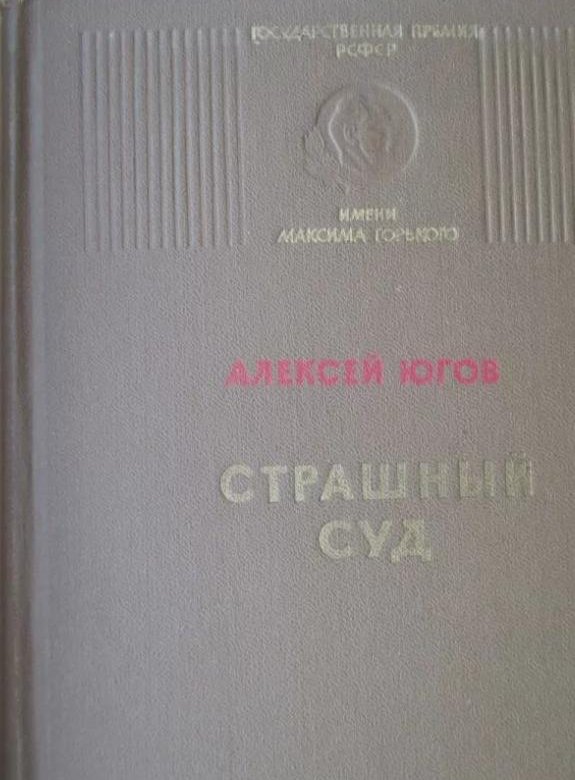 ГОСУДАРСТВЕННАЯ ПРЕМИЯ
РСФСР
ИМЕНИ
МАКСИМА ГОРЬКОГО
АЛЕКСЕЙ ЮГОВ
СТРАШНЫЙ
СУД